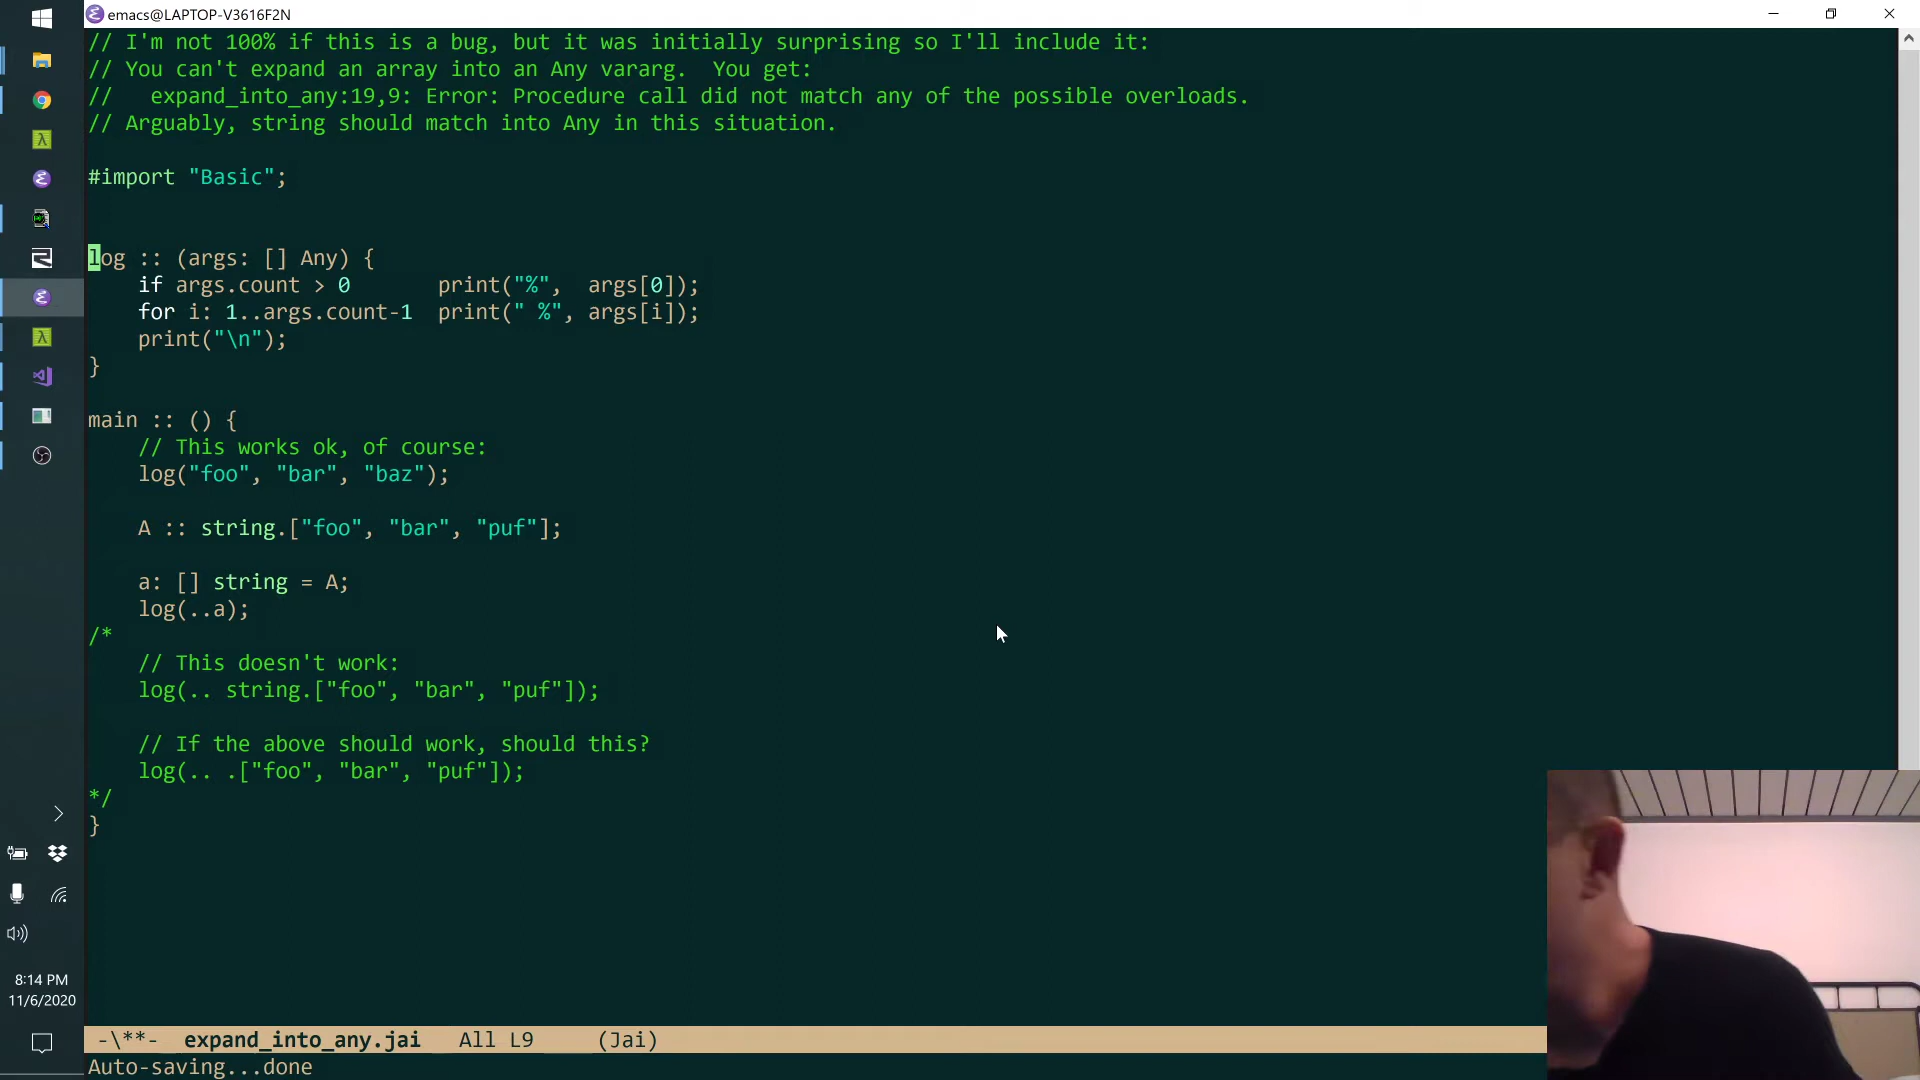 emacs@LAPTOP-V3616F2N
// I'm not 100% if this is a bug, but it was initially surprising so I'll include it:
// You can't expand an array into an Any vararg.  You get:
//   expand_into_any:19,9: Error: Procedure call did not match any of the possible overloads.
// Arguably, string should match into Any in this situation.
#import "Basic";
log :: (args: [] Any) {
    if args.count > 0       print("%",  args[0]);
    for i: 1..args.count-1  print(" %", args[i]);
    print("\n");
}
main :: () {
    // This works ok, of course:
    log("foo", "bar", "baz");
    A :: string.["foo", "bar", "puf"];
    a: [] string = A;
    log(..a);
/*
    // This doesn't work:
    log(.. string.["foo", "bar", "puf"]);
    // If the above should work, should this?
    log(.. .["foo", "bar", "puf"]);
*/
}
8:14 PM
11/6/2020
-\**-  expand_into_any.jai   All L9     (Jai)
Auto-saving...done